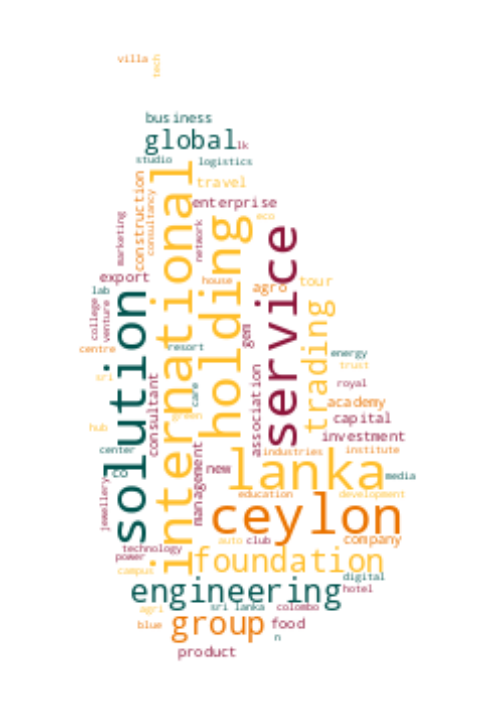 villa
tech
business
global
lk
studio
logistics
construction
consultancy
international
travel
enterprise
marketing
network
holding
eco
service
export
house
agro
tour
lab
solution
college
venture
gen
trading
centre
resort
energy
trust
sri
consultant
care
association
royal
green
academy
hub
capital
investment
center
management
industries
institute
co
new
lanka
media
jewellery
education
development
ceylon
technology
auto
club
company
power
foundation
campus
digital
engineering
hotel
agri
sri lanka
colombo
blue
group
food
n
product